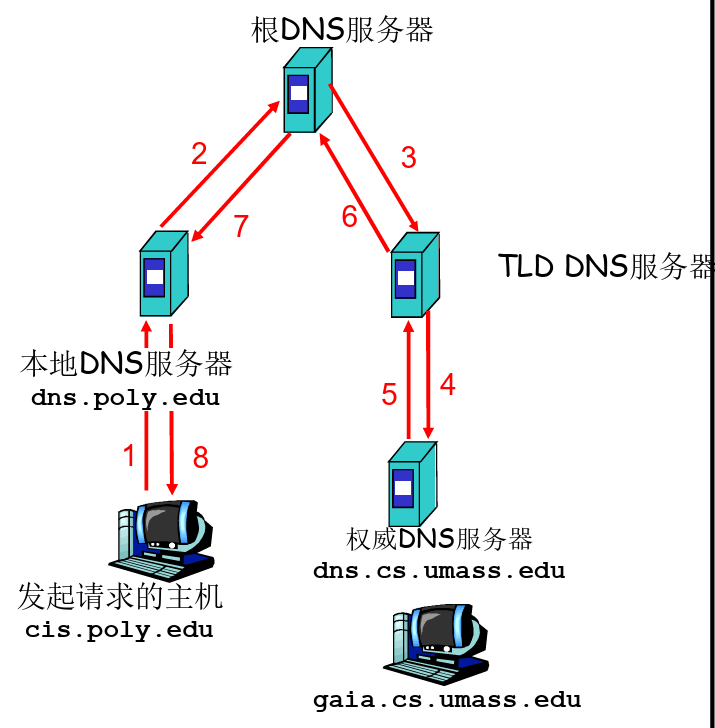 根DNS服务器
2
3
7
6
TLD DNS服务器
本地DNS服务器
dns.poly.edu
5
4
1
8
权威DNS服务器
dns.cs.umass.edu
发起请求的主机
cis.poly.edu
gaia.cs.umass.edu